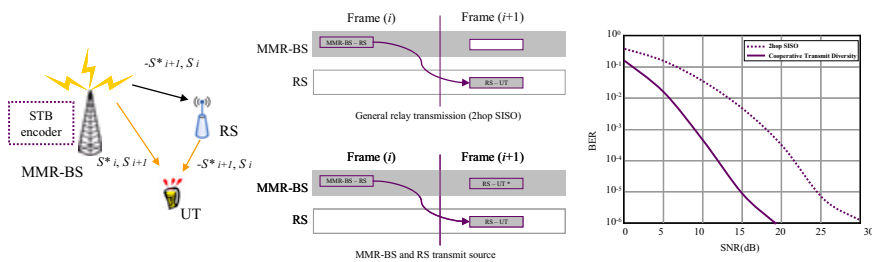 -S* i+1, S i
STB
encoder
RS
MMR-BS
S* i, S i+1
-S* i+1, S i
UT
Frame (i)
Frame (i+1)
MMR-BS
MMR-BS – RS
RS
RS – UT
General relay transmission (2hop SISO)
Frame (i)
Frame (i+1)
MMR-BS
MMR-BS – RS
RS – UT *
RS
RS – UT
MMR-BS and RS transmit source
2hop SISO
Cooperative Transmit Diversity
BER
10^0
10^-1
10^-2
10^-3
10^-4
10^-5
10^-6
0 5 10 15 20 25 30
SNR(dB)